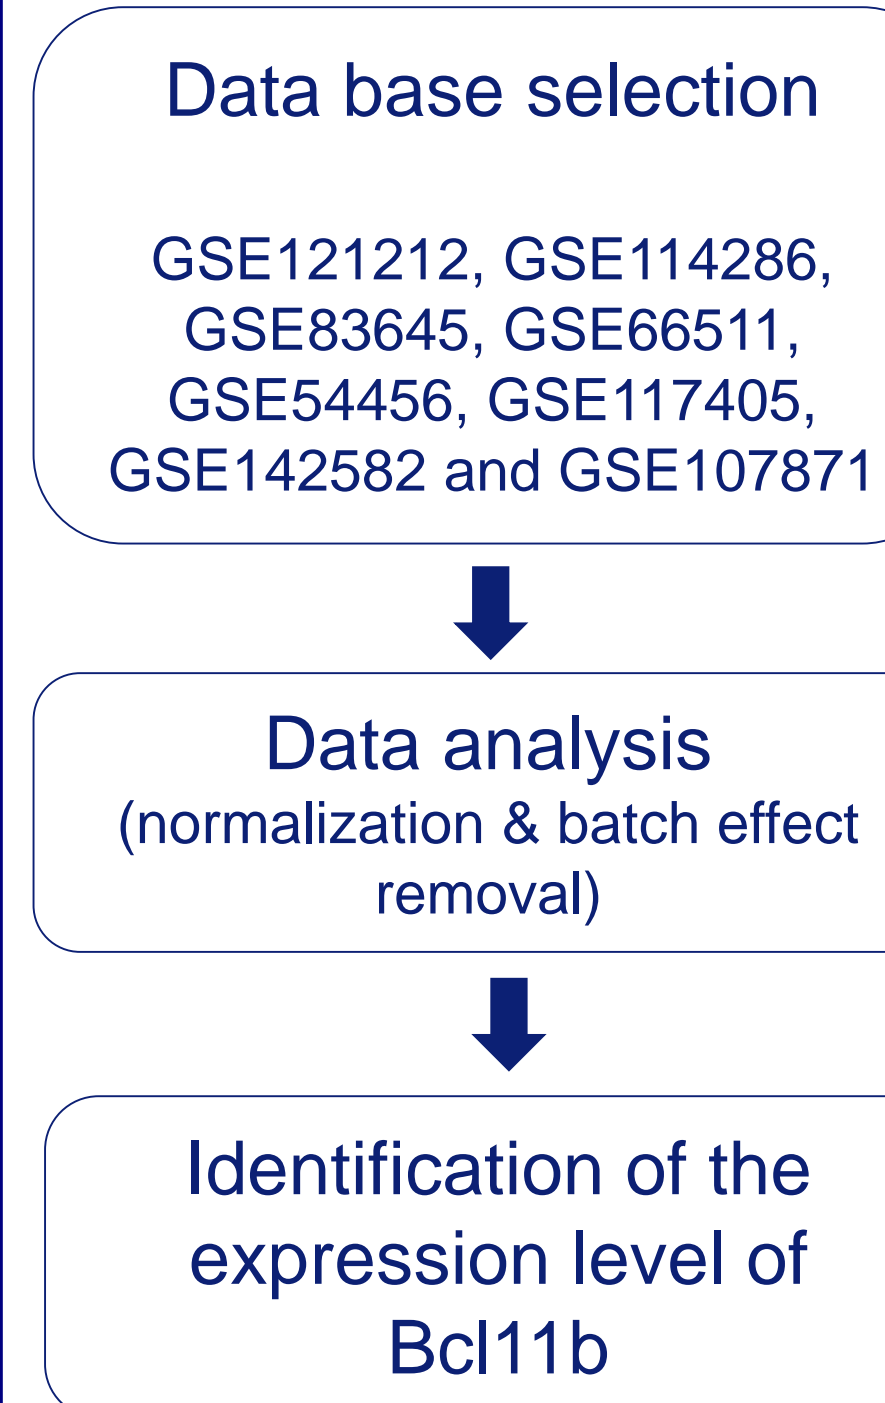 Data base selection
GSE121212, GSE114286,
GSE83645, GSE66511,
GSE54456, GSE117405,
GSE142582 and GSE107871
Data analysis
(normalization & batch effect
removal)
Identification of the
expression level of
Bcl11b